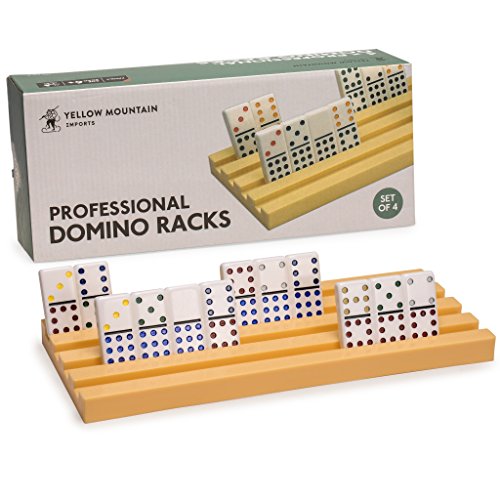 YELLOW MOUNTAIN
IMPORTS
PROFESSIONAL
DOMINO RACKS
SET
OF 4